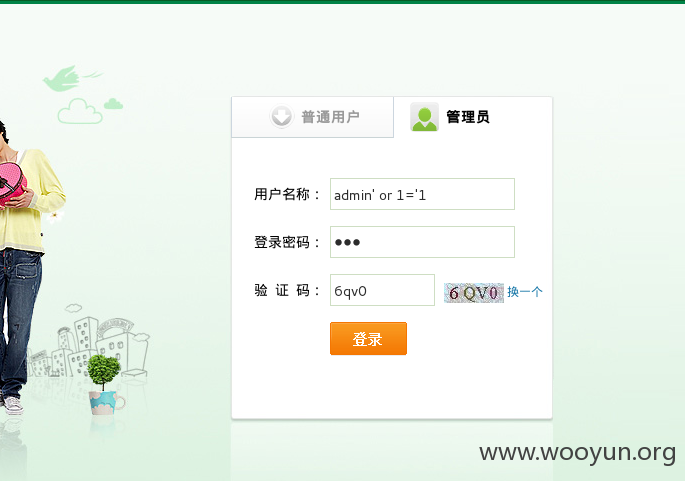 普通用户 管理员
用户名称： admin' or 1='1
登录密码： ●●●
验 证 码： 6qv0 6QV0 换一个
登录
www.wooyun.org